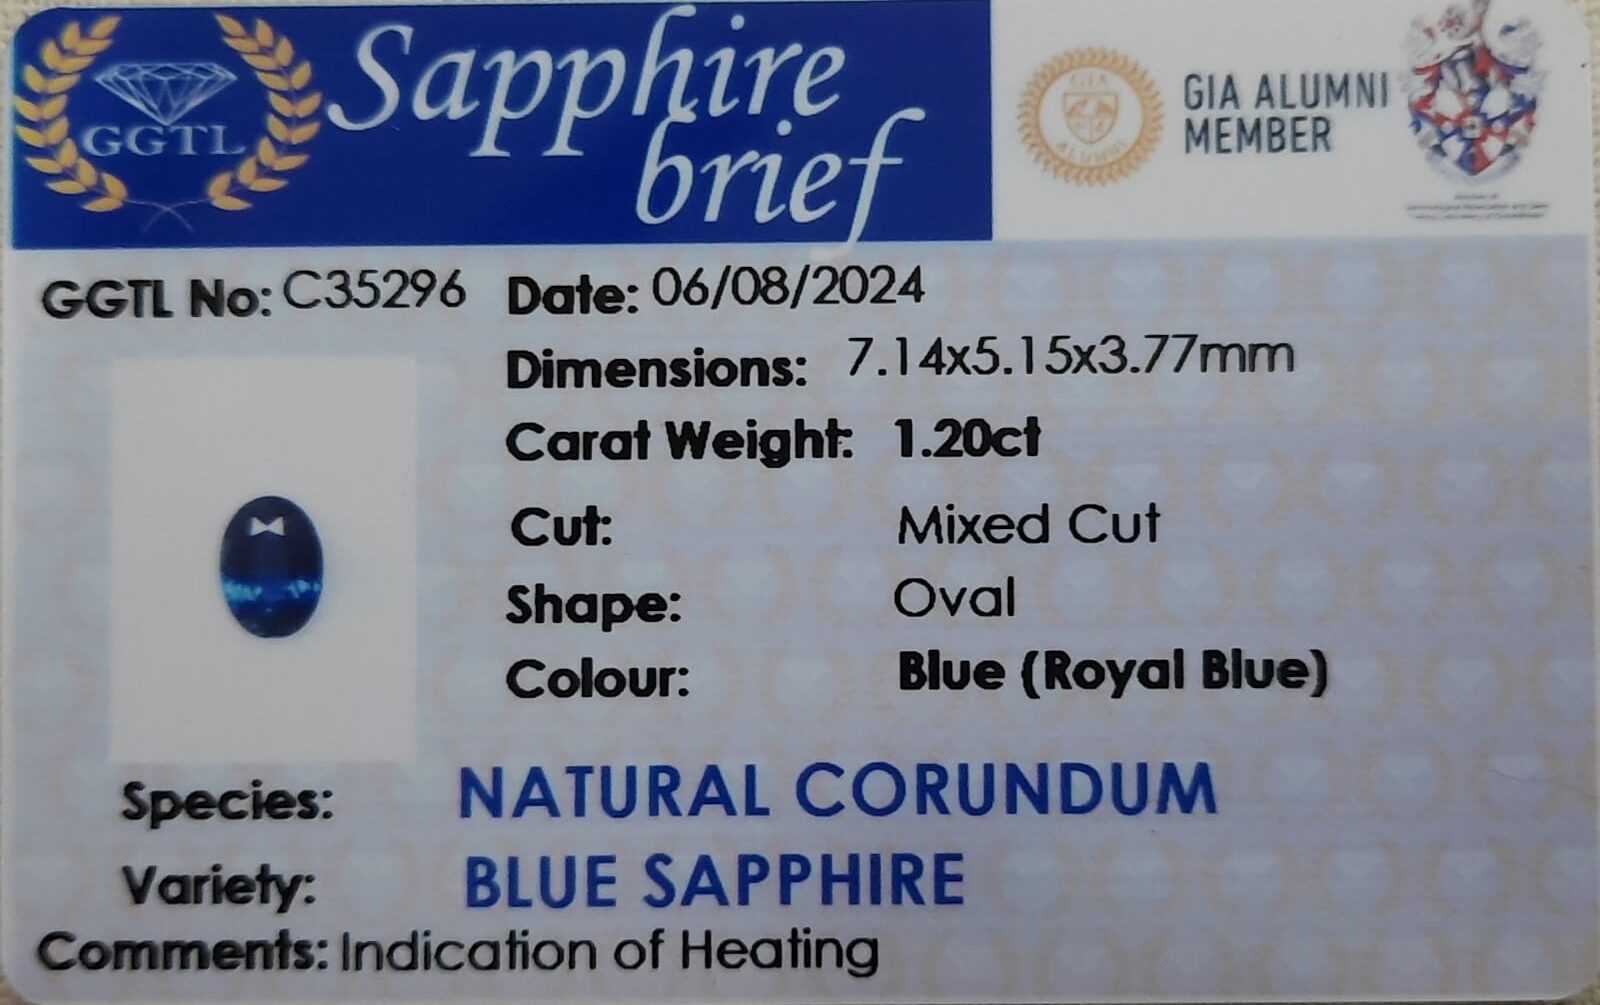 GGTL
Sapphire
brief
GIA
ALUMNI
GIA ALUMNI
MEMBER
GGTL No: C35296 Date: 06/08/2024
Dimensions: 7.14x5.15x3.77mm
Carat Weight: 1.20ct
Cut: Mixed Cut
Shape: Oval
Colour: Blue (Royal Blue)
Species: NATURAL CORUNDUM
Variety: BLUE SAPPHIRE
Comments: Indication of Heating